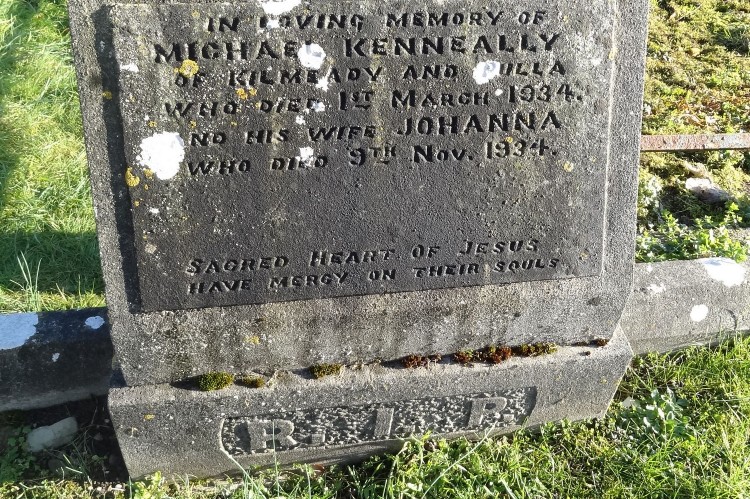 IN LOVING MEMORY OF
MICHAEL KENNEALLY
OF KILMEADY AND BULLA
WHO DIED 1ST MARCH 1934.
AND HIS WIFE JOHANNA
WHO DIED 9TH NOV. 1934.
SACRED HEART OF JESUS
HAVE MERCY ON THEIR SOULS
R. I. P.